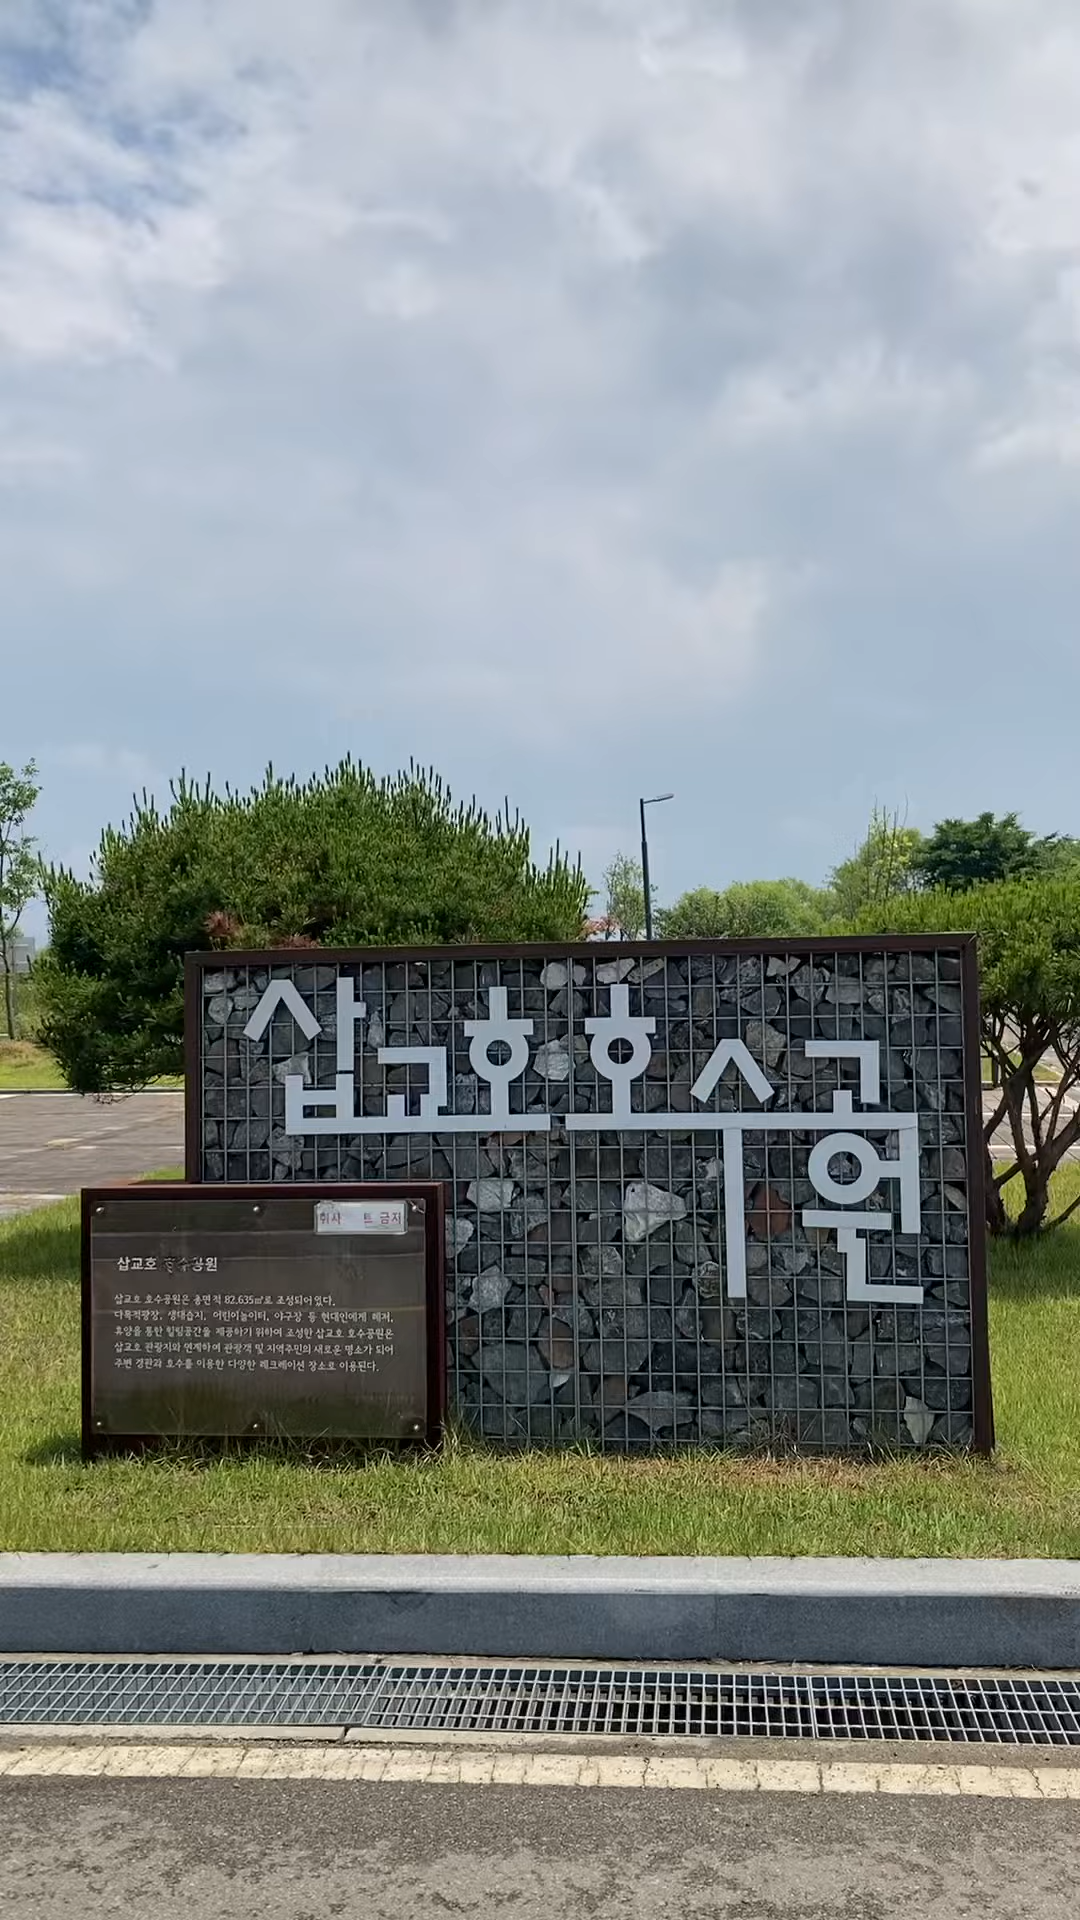 삽교호호수공원
취사 트 금지
삽교호 호수공원
삽교호 호수공원은 총면적 82.635㎡로 조성되어있다.
다목적광장, 생태습지, 어린이놀이터, 야구장 등 현대인에게 레저,
휴양을 통한 힐링공간을 제공하기 위하여 조성한 삽교호 호수공원은
삽교호 관광지와 연계하여 관광객 및 지역주민의 새로운 명소가 되어
주변 경관과 호수를 이용한 다양한 레크레이션 장소로 이용된다.